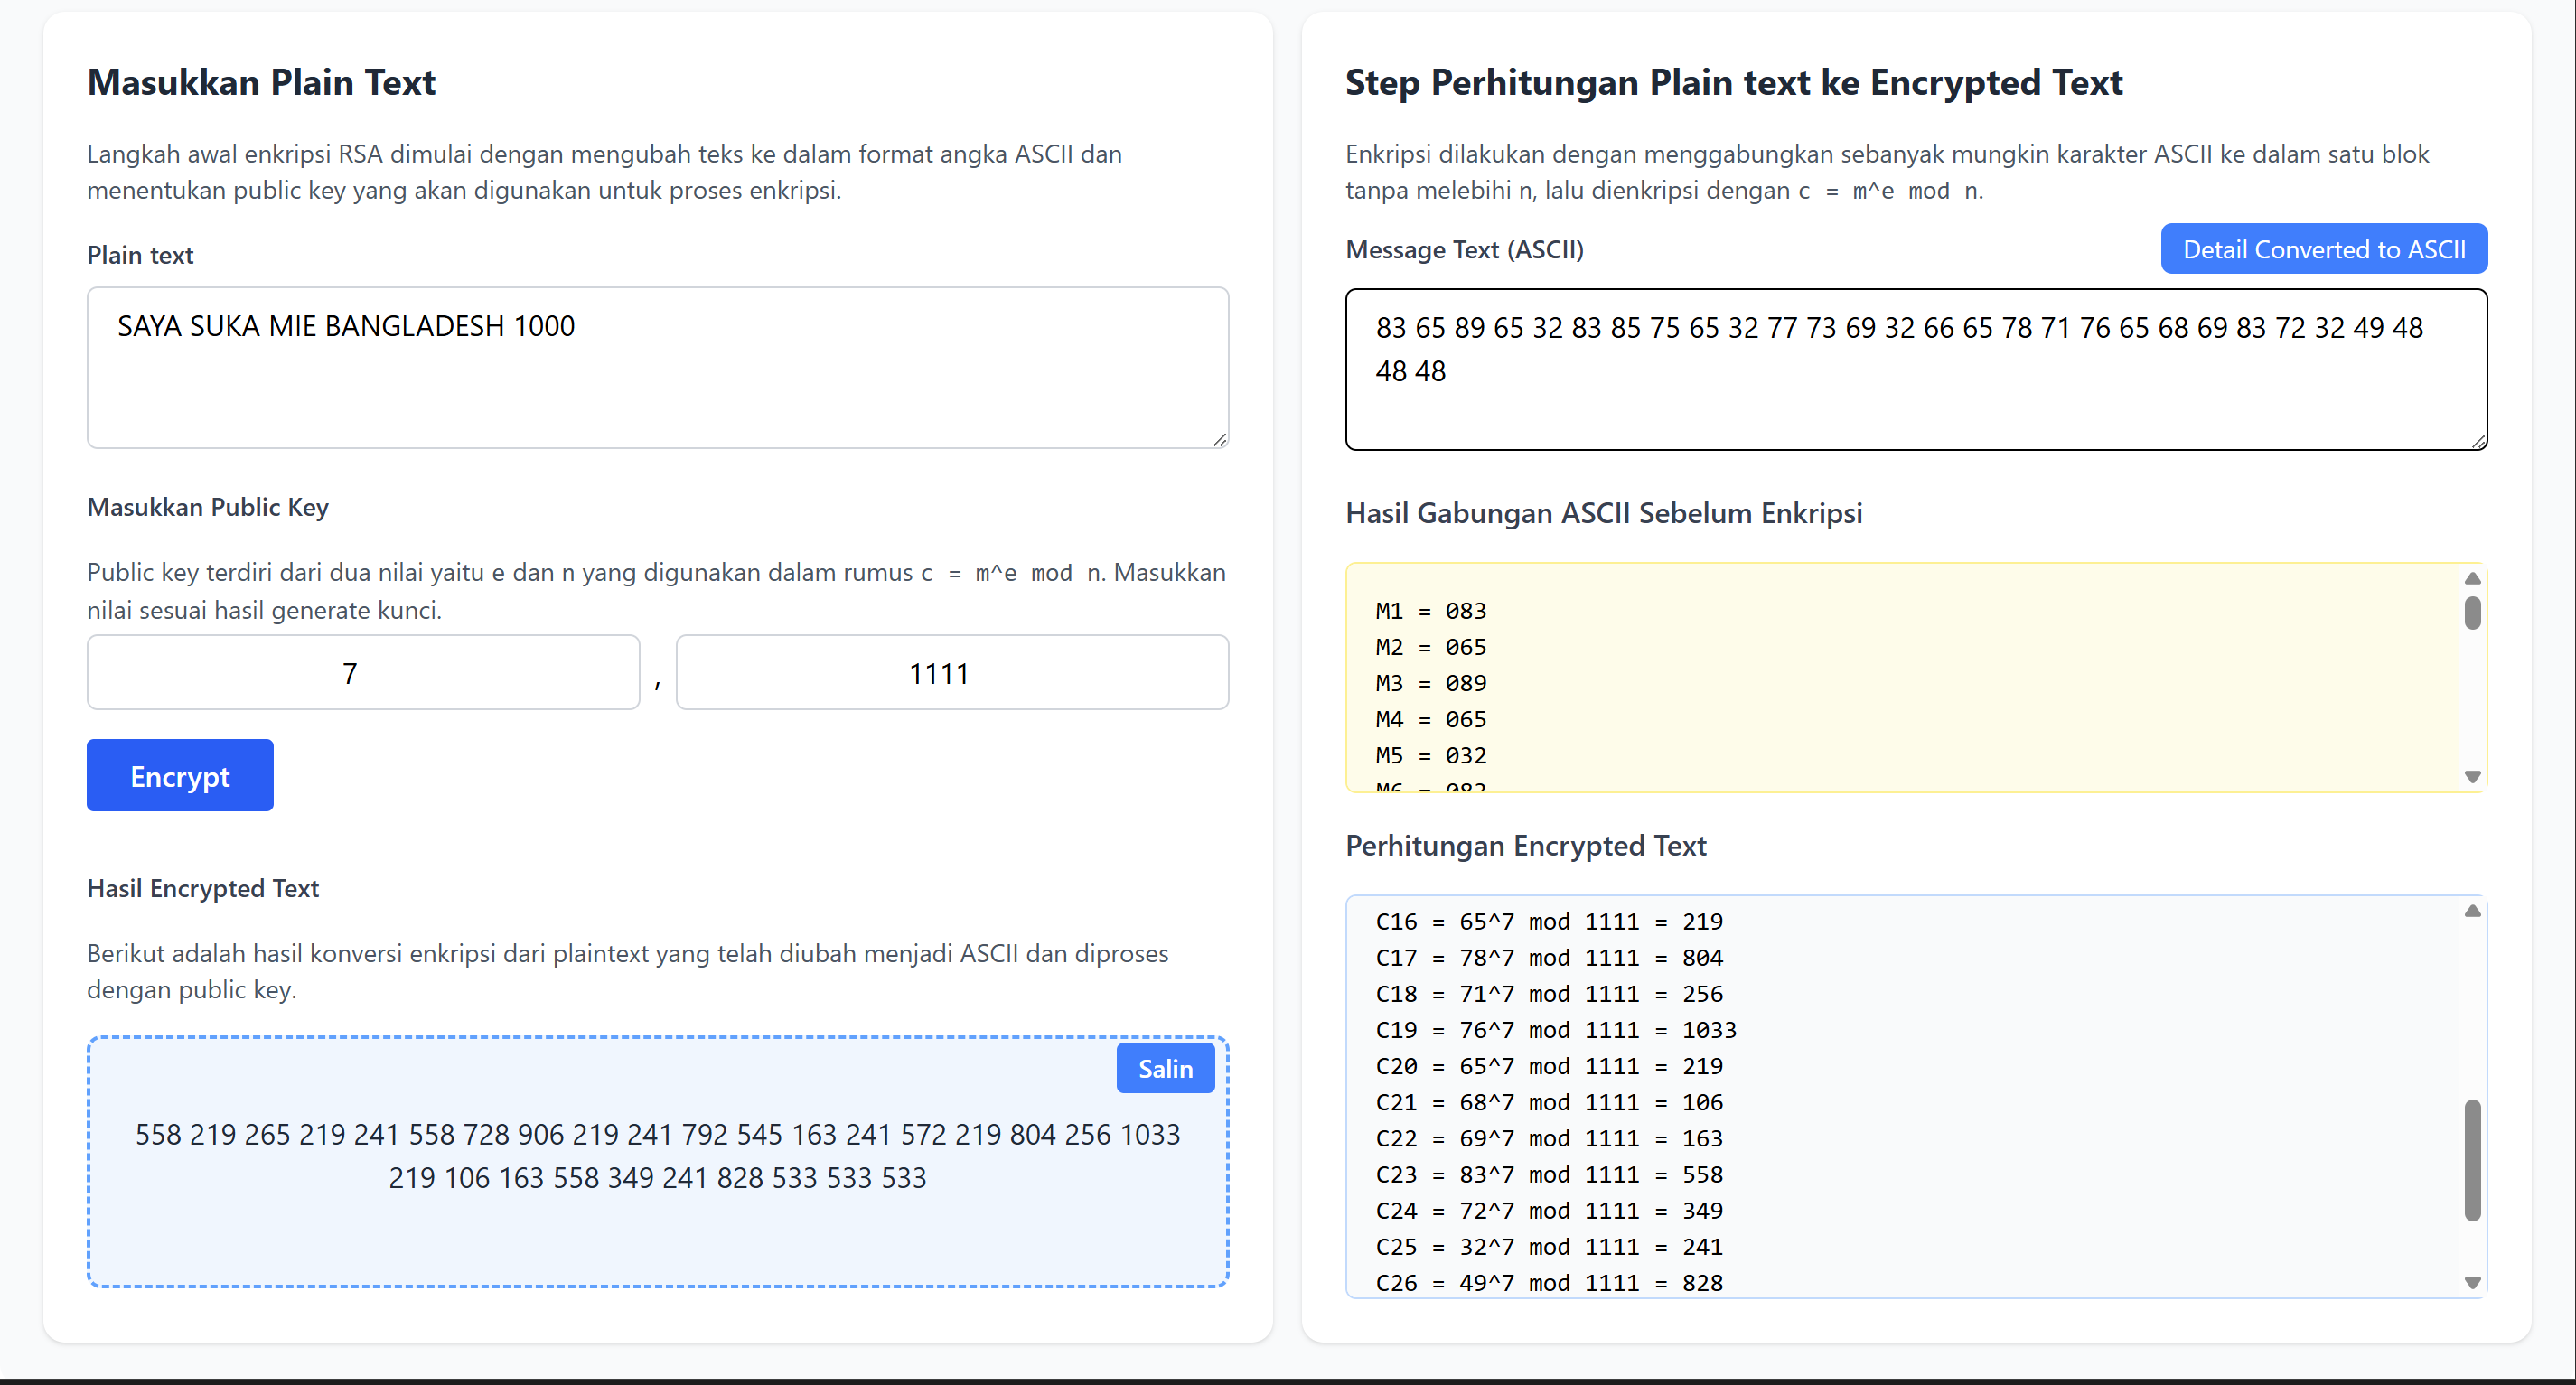 Masukkan Plain Text
Langkah awal enkripsi RSA dimulai dengan mengubah teks ke dalam format angka ASCII dan
menentukan public key yang akan digunakan untuk proses enkripsi.
Plain text
SAYA SUKA MIE BANGLADESH 1000
Masukkan Public Key
Public key terdiri dari dua nilai yaitu e dan n yang digunakan dalam rumus c = m^e mod n. Masukkan
nilai sesuai hasil generate kunci.
7 , 1111
Encrypt
Hasil Encrypted Text
Berikut adalah hasil konversi enkripsi dari plaintext yang telah diubah menjadi ASCII dan diproses
dengan public key.
Salin
558 219 265 219 241 558 728 906 219 241 792 545 163 241 572 219 804 256 1033
219 106 163 558 349 241 828 533 533 533
Step Perhitungan Plain text ke Encrypted Text
Enkripsi dilakukan dengan menggabungkan sebanyak mungkin karakter ASCII ke dalam satu blok
tanpa melebihi n, lalu dienkripsi dengan c = m^e mod n.
Message Text (ASCII)
Detail Converted to ASCII
83 65 89 65 32 83 85 75 65 32 77 73 69 32 66 65 78 71 76 65 68 69 83 72 32 49 48
48 48
Hasil Gabungan ASCII Sebelum Enkripsi
M1 = 083
M2 = 065
M3 = 089
M4 = 065
M5 = 032
M6 = 083
Perhitungan Encrypted Text
C16 = 65^7 mod 1111 = 219
C17 = 78^7 mod 1111 = 804
C18 = 71^7 mod 1111 = 256
C19 = 76^7 mod 1111 = 1033
C20 = 65^7 mod 1111 = 219
C21 = 68^7 mod 1111 = 106
C22 = 69^7 mod 1111 = 163
C23 = 83^7 mod 1111 = 558
C24 = 72^7 mod 1111 = 349
C25 = 32^7 mod 1111 = 241
C26 = 49^7 mod 1111 = 828